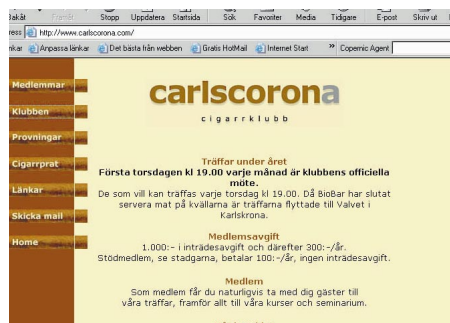 Bakåt Framåt Stopp Uppdatera Startsida Sök Favoriter Media Tidigare E-post Skriv ut
ress http://www.carlscorona.com/
nkar Anpassa länkar Det bästa från webben Gratis HotMail Internet Start » Copernic Agent
Medlemmar
Klubben
Provningar
Cigarrprat
Länkar
Skicka mail
Home
carlscorona
cigarrklubb
Träffar under året
Första torsdagen kl 19.00 varje månad är klubbens officiella
möte.
De som vill kan träffas varje torsdag kl 19.00. Då BioBar har slutat
servera mat på kvällarna är träffarna flyttade till Valvet i
Karlskrona.
Medlemsavgift
1.000:- i inträdesavgift och därefter 300:-/år.
Stödmedlem, se stadgarna, betalar 100:-/år, ingen inträdesavgift.
Medlem
Som medlem får du naturligvis ta med dig gäster till
våra träffar, framför allt till våra kurser och seminarium.